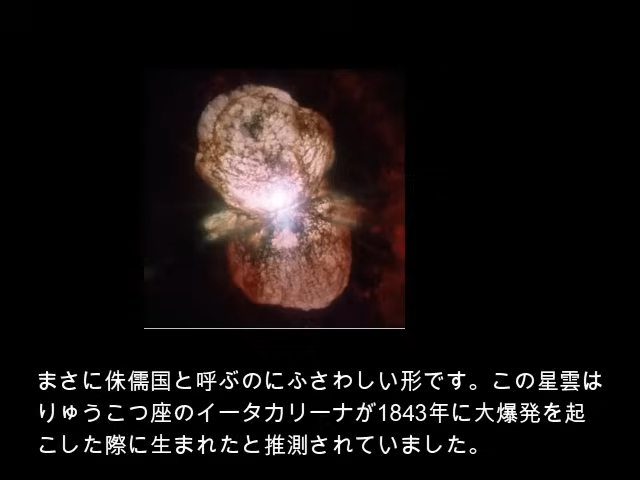 まさに侏儒国と呼ぶのにふさわしい形です。この星雲は
りゅうこつ座のイータカリーナが1843年に大爆発を起
こした際に生まれたと推測されていました。